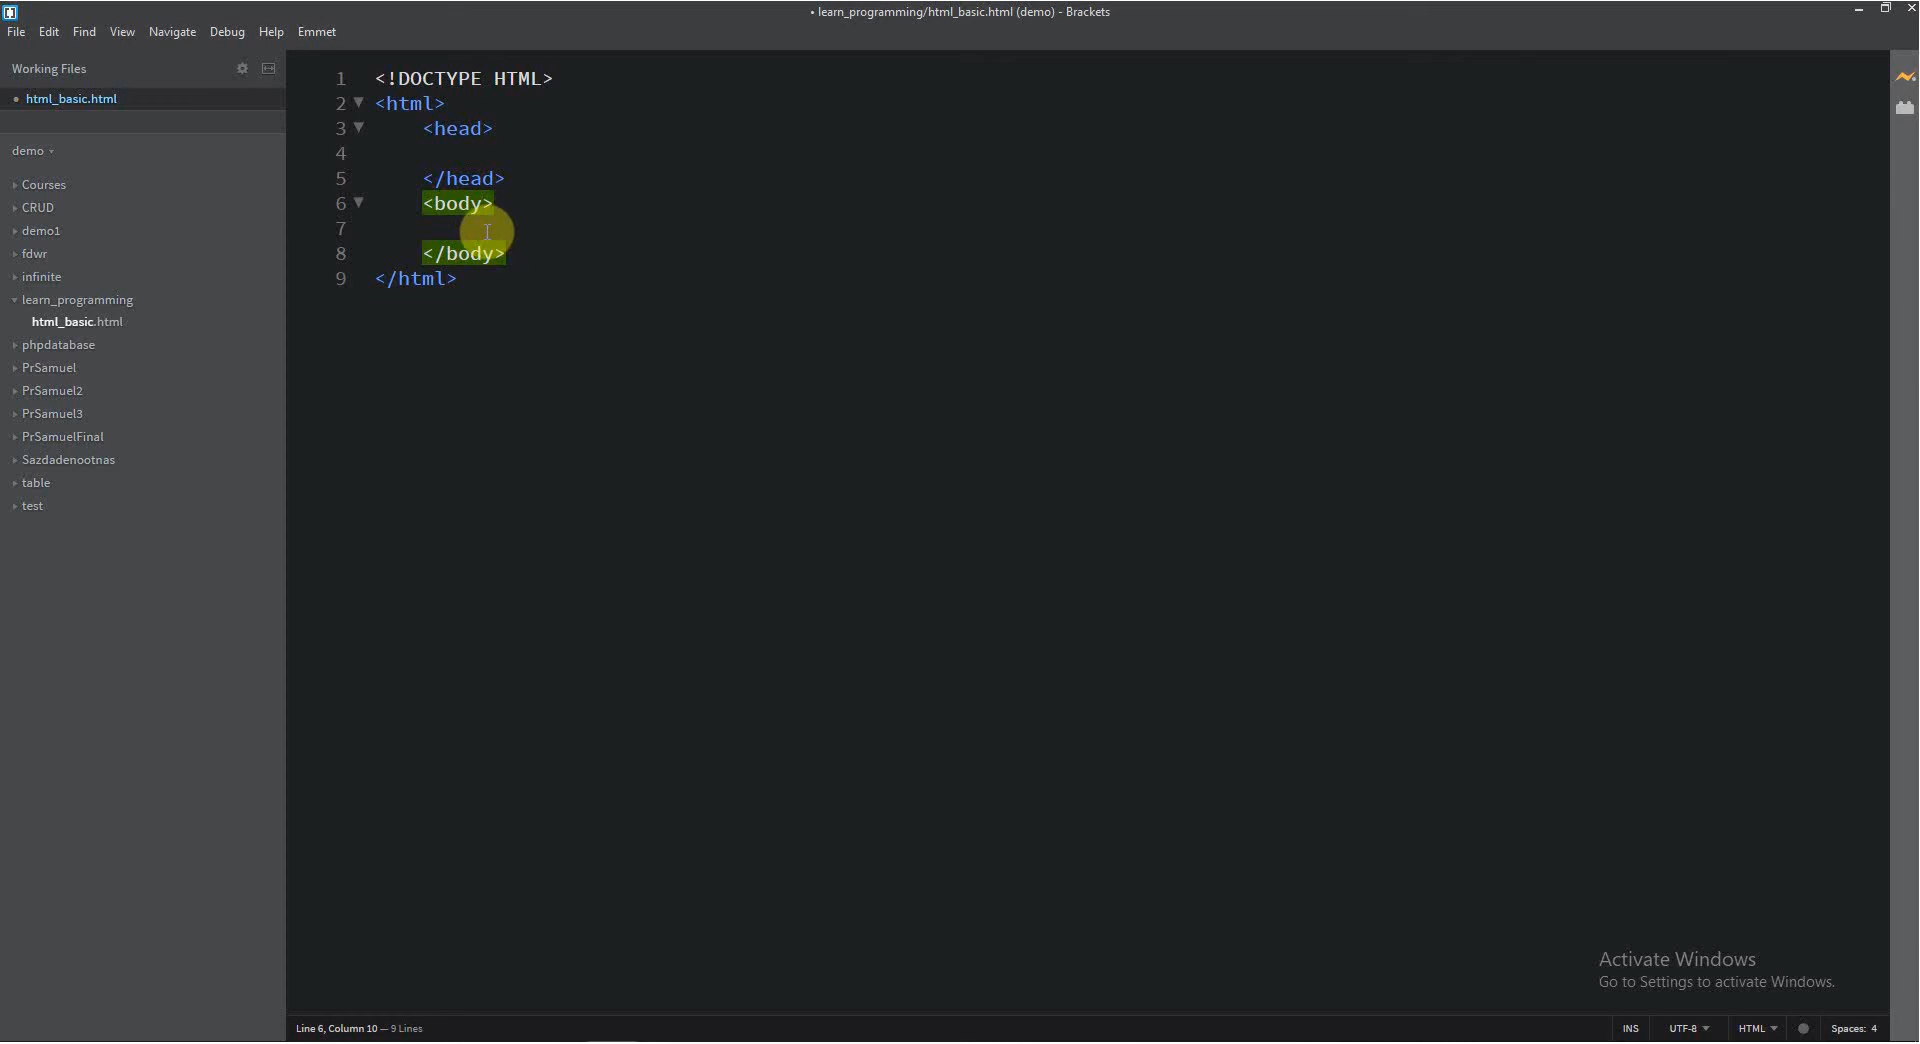 • learn_programming/html_basic.html (demo) - Brackets
File Edit Find View Navigate Debug Help Emmet
Working Files
html_basic.html
demo
Courses
CRUD
demo1
fdwr
infinite
learn_programming
html_basic.html
phpdatabase
PrSamuel
PrSamuel2
PrSamuel3
PrSamuelFinal
Sazdadenootnas
table
test
1 <!DOCTYPE HTML>
2 <html>
3 <head>
4
5 </head>
6 <body>
7
8 </body>
9 </html>
Activate Windows
Go to Settings to activate Windows.
Line 6, Column 10 — 9 Lines
INS UTF-8 HTML Spaces: 4